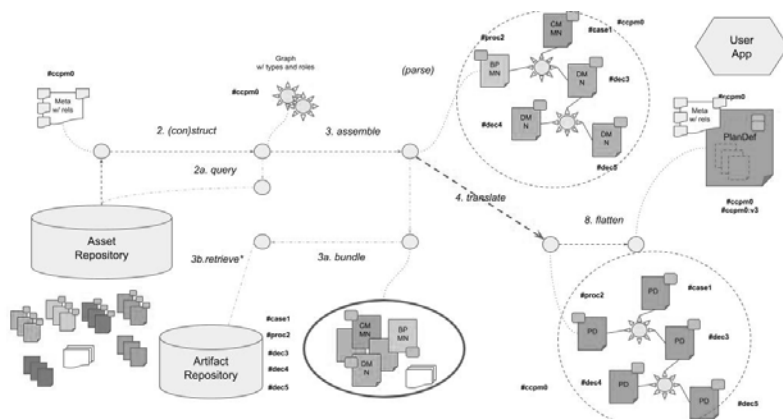 #ccpm0
Meta
w/ rels
2. (con)struct
2a. query
Graph
w/ types and roles
#ccpm0
3. assemble
(parse)
#proc2
BP
MN
CM
MN
#case1
#ccpm0
DM
N
#dec3
#dec4
DM
N
DM
N
#dec5
User
App
#ccpm0
Meta
w/ rels
PlanDef
#ccpm0
#ccpm0:v3
4. translate
8. flatten
Asset
Repository
3b.retrieve*
3a. bundle
Artifact
Repository
#case1
#proc2
#dec3
#dec4
#dec5
CM
MN
BP
MN
DM
N
#proc2
PD
PD
#case1
PD
#dec3
#ccpm0
#dec4
PD
PD
#dec5